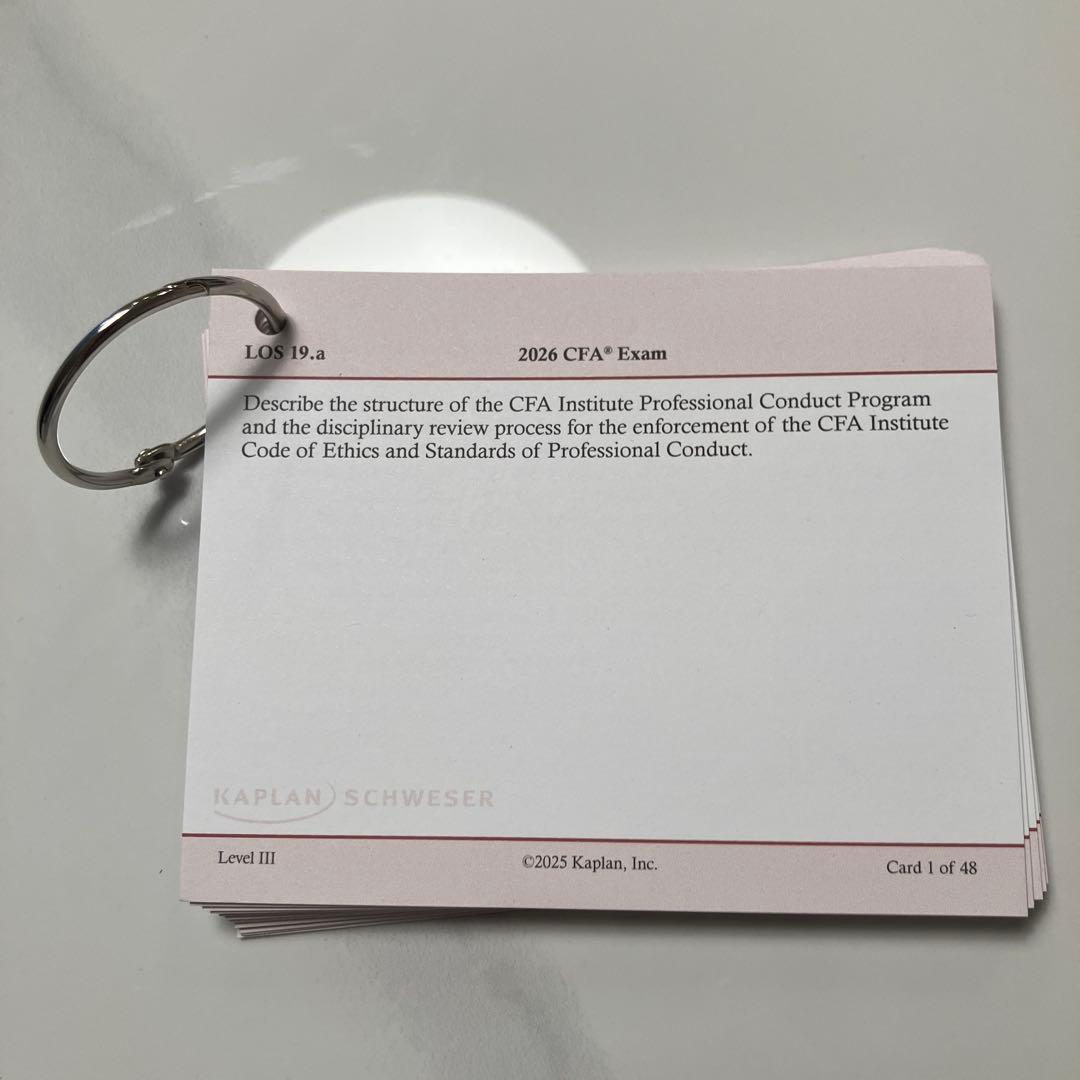 LOS 19.a
2026 CFA® Exam
Describe the structure of the CFA Institute Professional Conduct Program
and the disciplinary review process for the enforcement of the CFA Institute
Code of Ethics and Standards of Professional Conduct.
KAPLAN SCHWESER
Level III
©2025 Kaplan, Inc.
Card 1 of 48